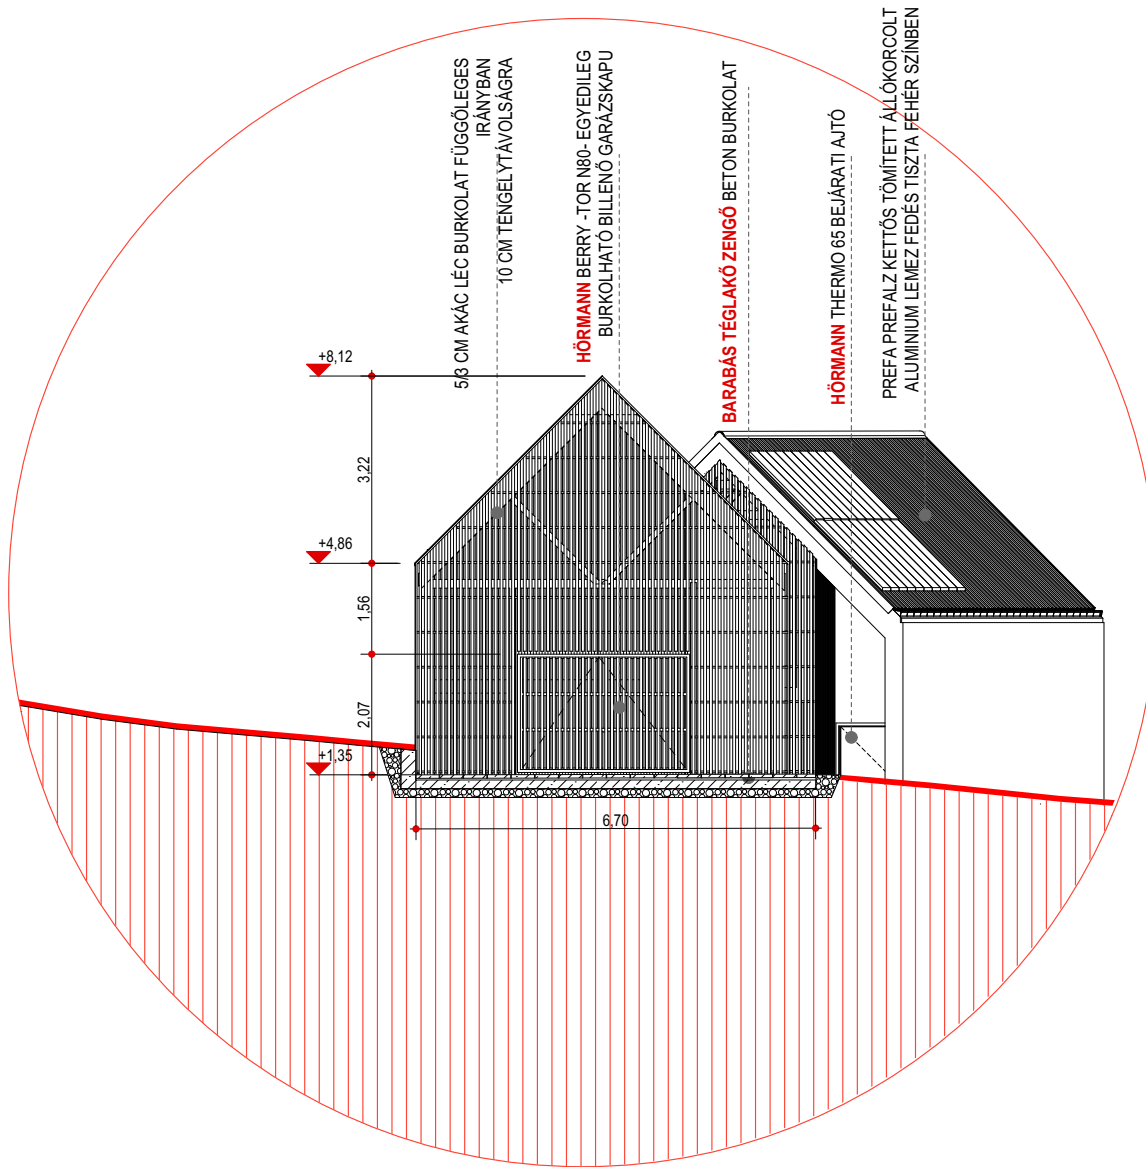 5/3 CM AKÁC LÉC BURKOLAT FÜGGŐLEGES
IRÁNYBAN
10 CM TENGELYTÁVOLSÁGRA
HÖRMANN BERRY -TOR N80- EGYEDILEG
BURKOLHATÓ BILLENŐ GARÁZSKAPU
BARABÁS TÉGLAKŐ ZENGŐ BETON BURKOLAT
HÖRMANN THERMO 65 BEJÁRATI AJTÓ
PREFA PREFALZ KETTŐS TÖMÍTETT ÁLLÓKORCOLT
ALUMINIUM LEMEZ FEDÉS TISZTA FEHÉR SZÍNBEN
+8,12
3,22
+4,86
1,56
2,07
+1,35
6,70